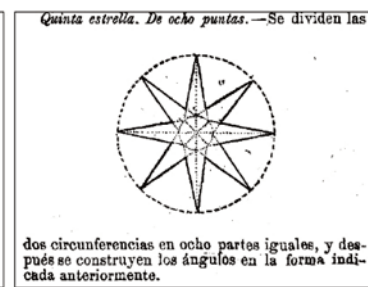 Quinta estrella. De ocho puntas.—Se dividen las
dos circunferencias en ocho partes iguales, y des-
pués se construyen los ángulos en la forma indi-
cada anteriormente.